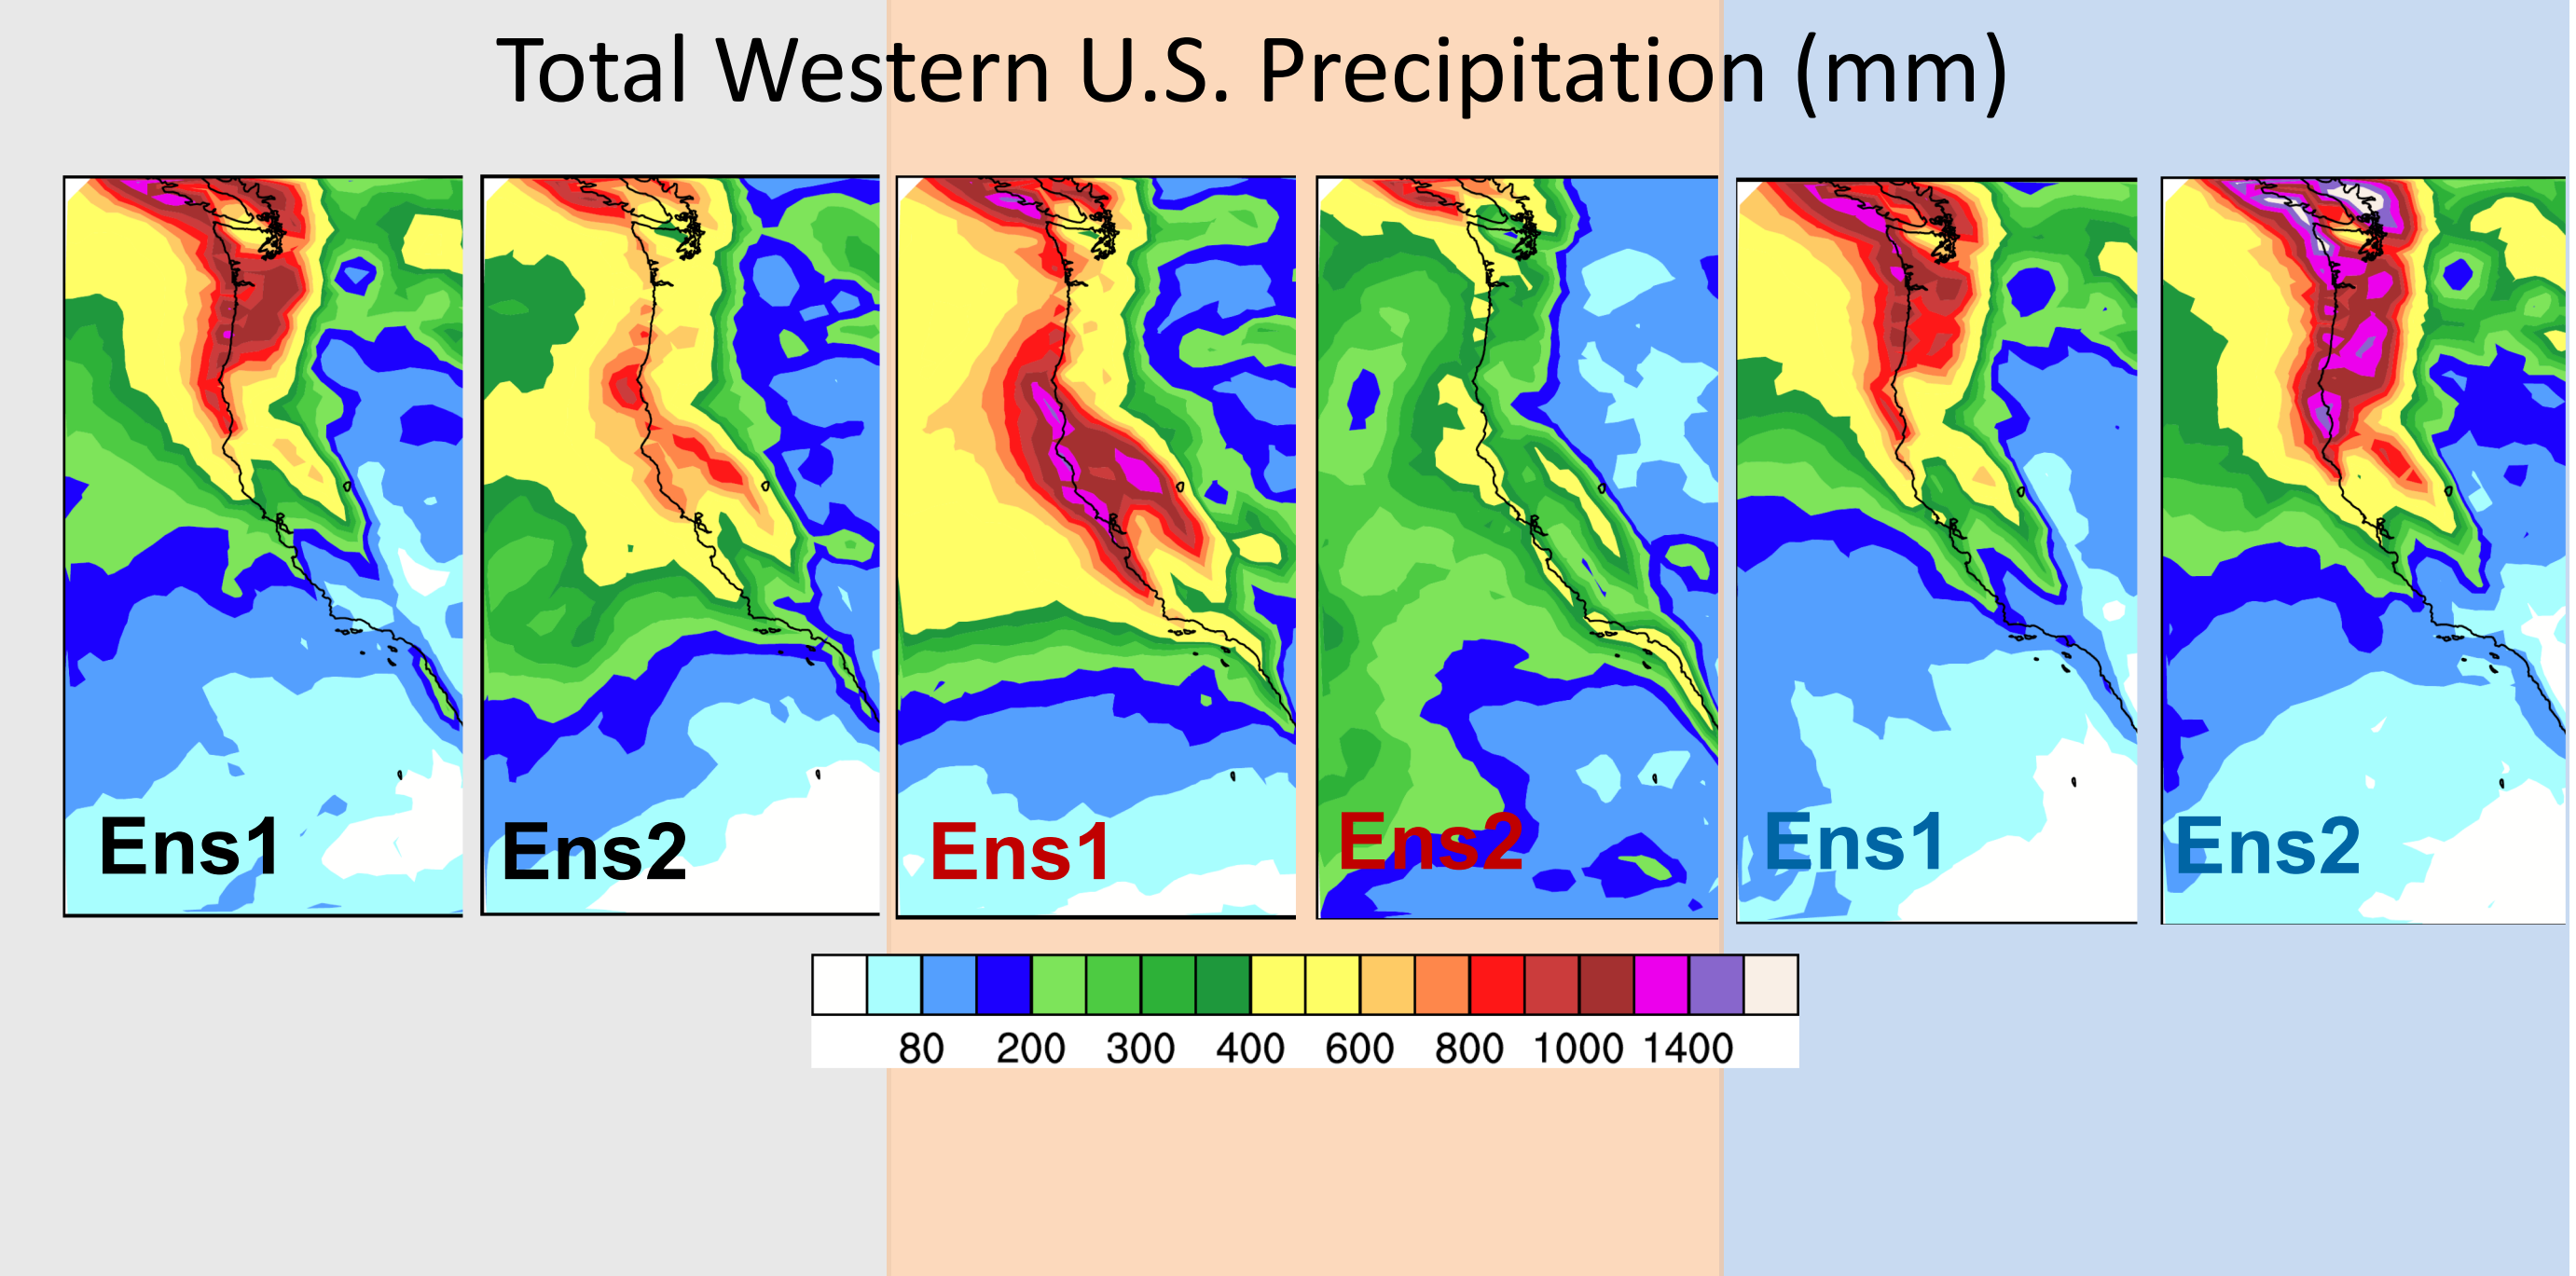 Total Western U.S. Precipitation (mm)
Ens1 Ens2 Ens1 Ens2 Ens1 Ens2
80 200 300 400 600 800 1000 1400